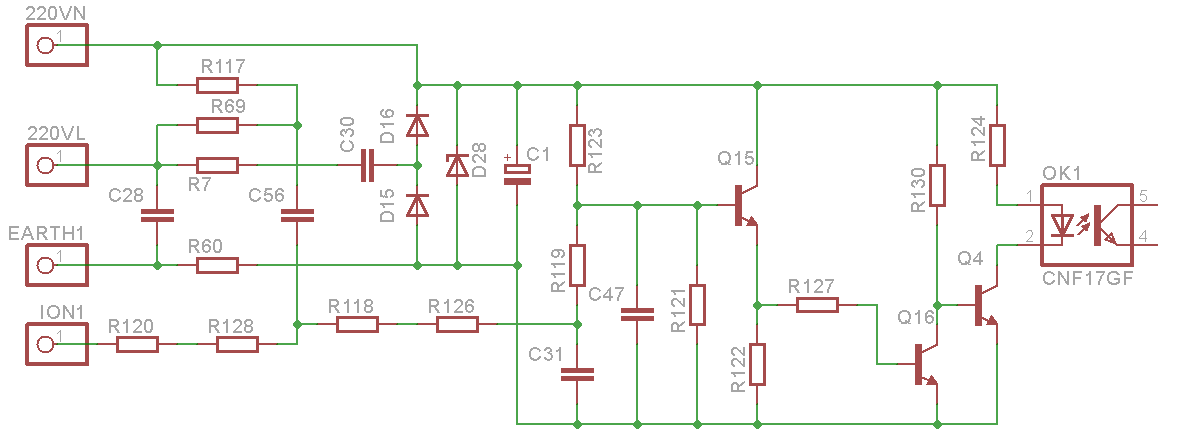 220VN
1
R117
R69
220VL
1
R7
C30
D16
D28
+
C1
R123
Q15
R130
R124
OK1
1
5
2
4
CNF17GF
C28
C56
D15
EARTH1
1
R60
R119
C47
R121
R127
Q4
Q16
ION1
1
R120
R128
R118
R126
C31
R122